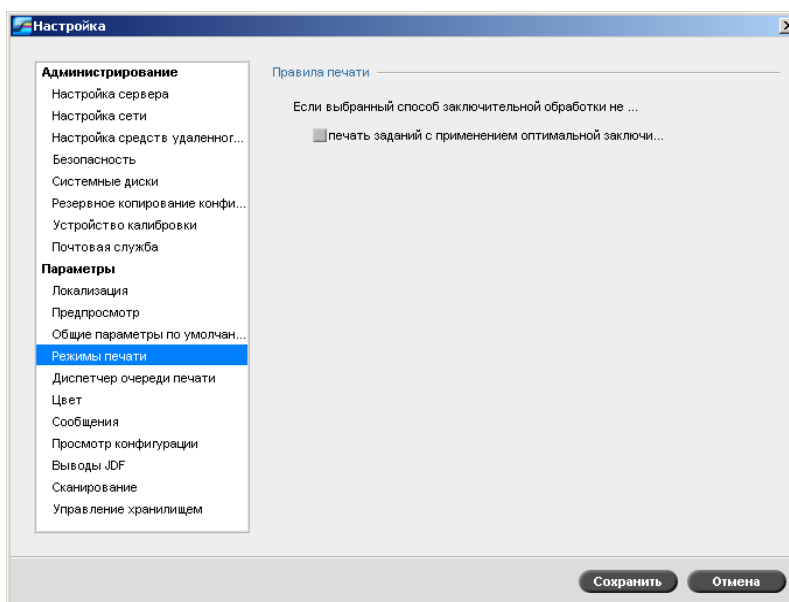 Настройка
Администрирование
Настройка сервера
Настройка сети
Настройка средств удаленног...
Безопасность
Системные диски
Резервное копирование конфи...
Устройство калибровки
Почтовая служба
Параметры
Локализация
Предпросмотр
Общие параметры по умолчан...
Режимы печати
Диспетчер очереди печати
Цвет
Сообщения
Просмотр конфигурации
Выводы JDF
Сканирование
Управление хранилищем
Правила печати
Если выбранный способ заключительной обработки не ...
печать заданий с применением оптимальной заключи...
Сохранить
Отмена